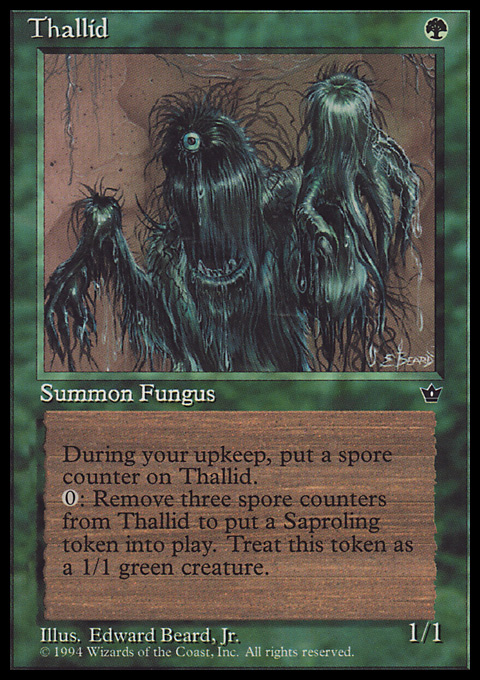 Thallid
E. BEARD
Summon Fungus
During your upkeep, put a spore
counter on Thallid.
0: Remove three spore counters
from Thallid to put a Saproling
token into play. Treat this token as
a 1/1 green creature.
Illus. Edward Beard, Jr.
1/1
© 1994 Wizards of the Coast, Inc. All rights reserved.